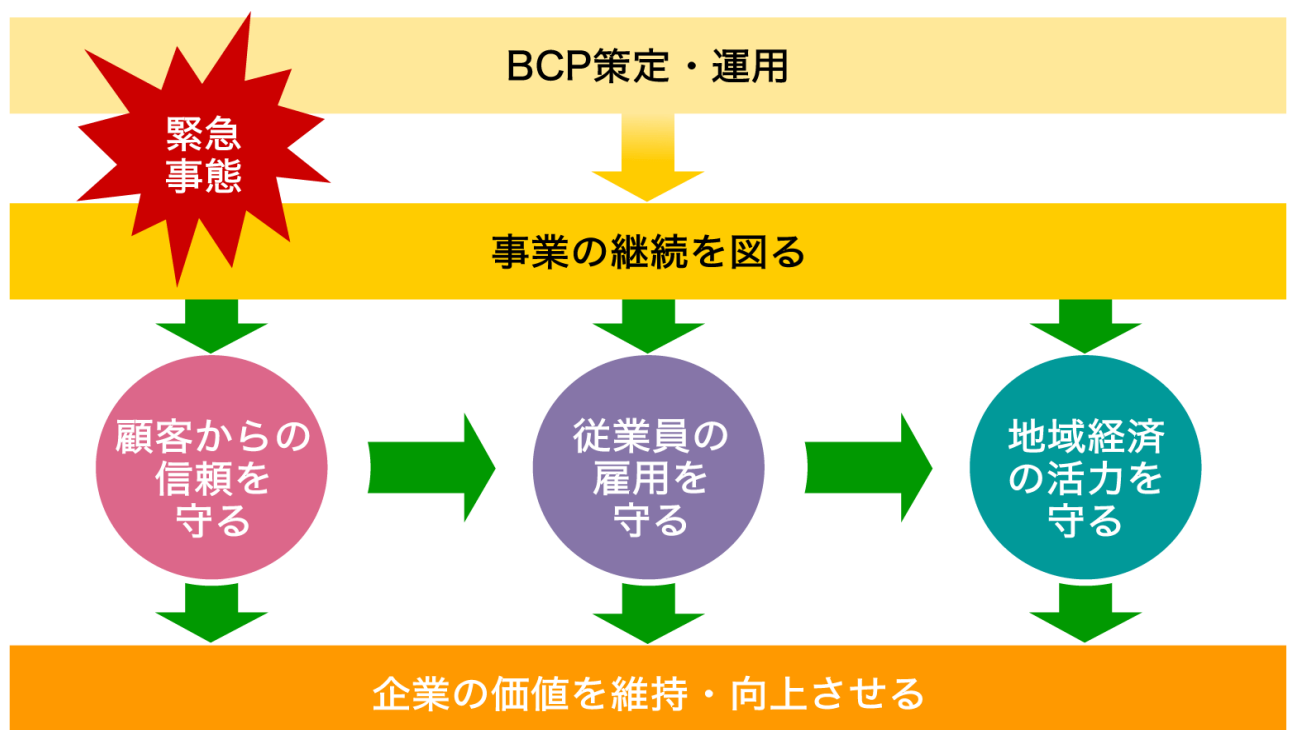 BCP策定・運用
緊急
事態
事業の継続を図る
顧客からの
信頼を
守る
従業員の
雇用を
守る
地域経済
の活力を
守る
企業の価値を維持・向上させる